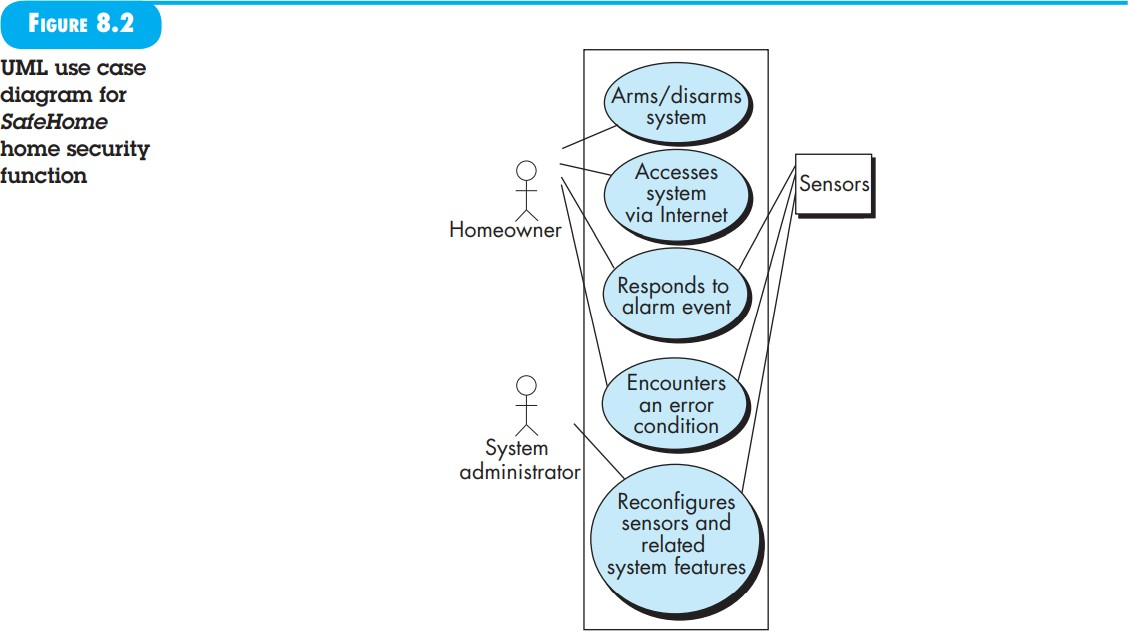 FIGURE 8.2
UML use case
diagram for
SafeHome
home security
function
Arms/disarms
system
Accesses
system
via Internet
Sensors
Homeowner
Responds to
alarm event
Encounters
an error
condition
System
administrator
Reconfigures
sensors and
related
system features